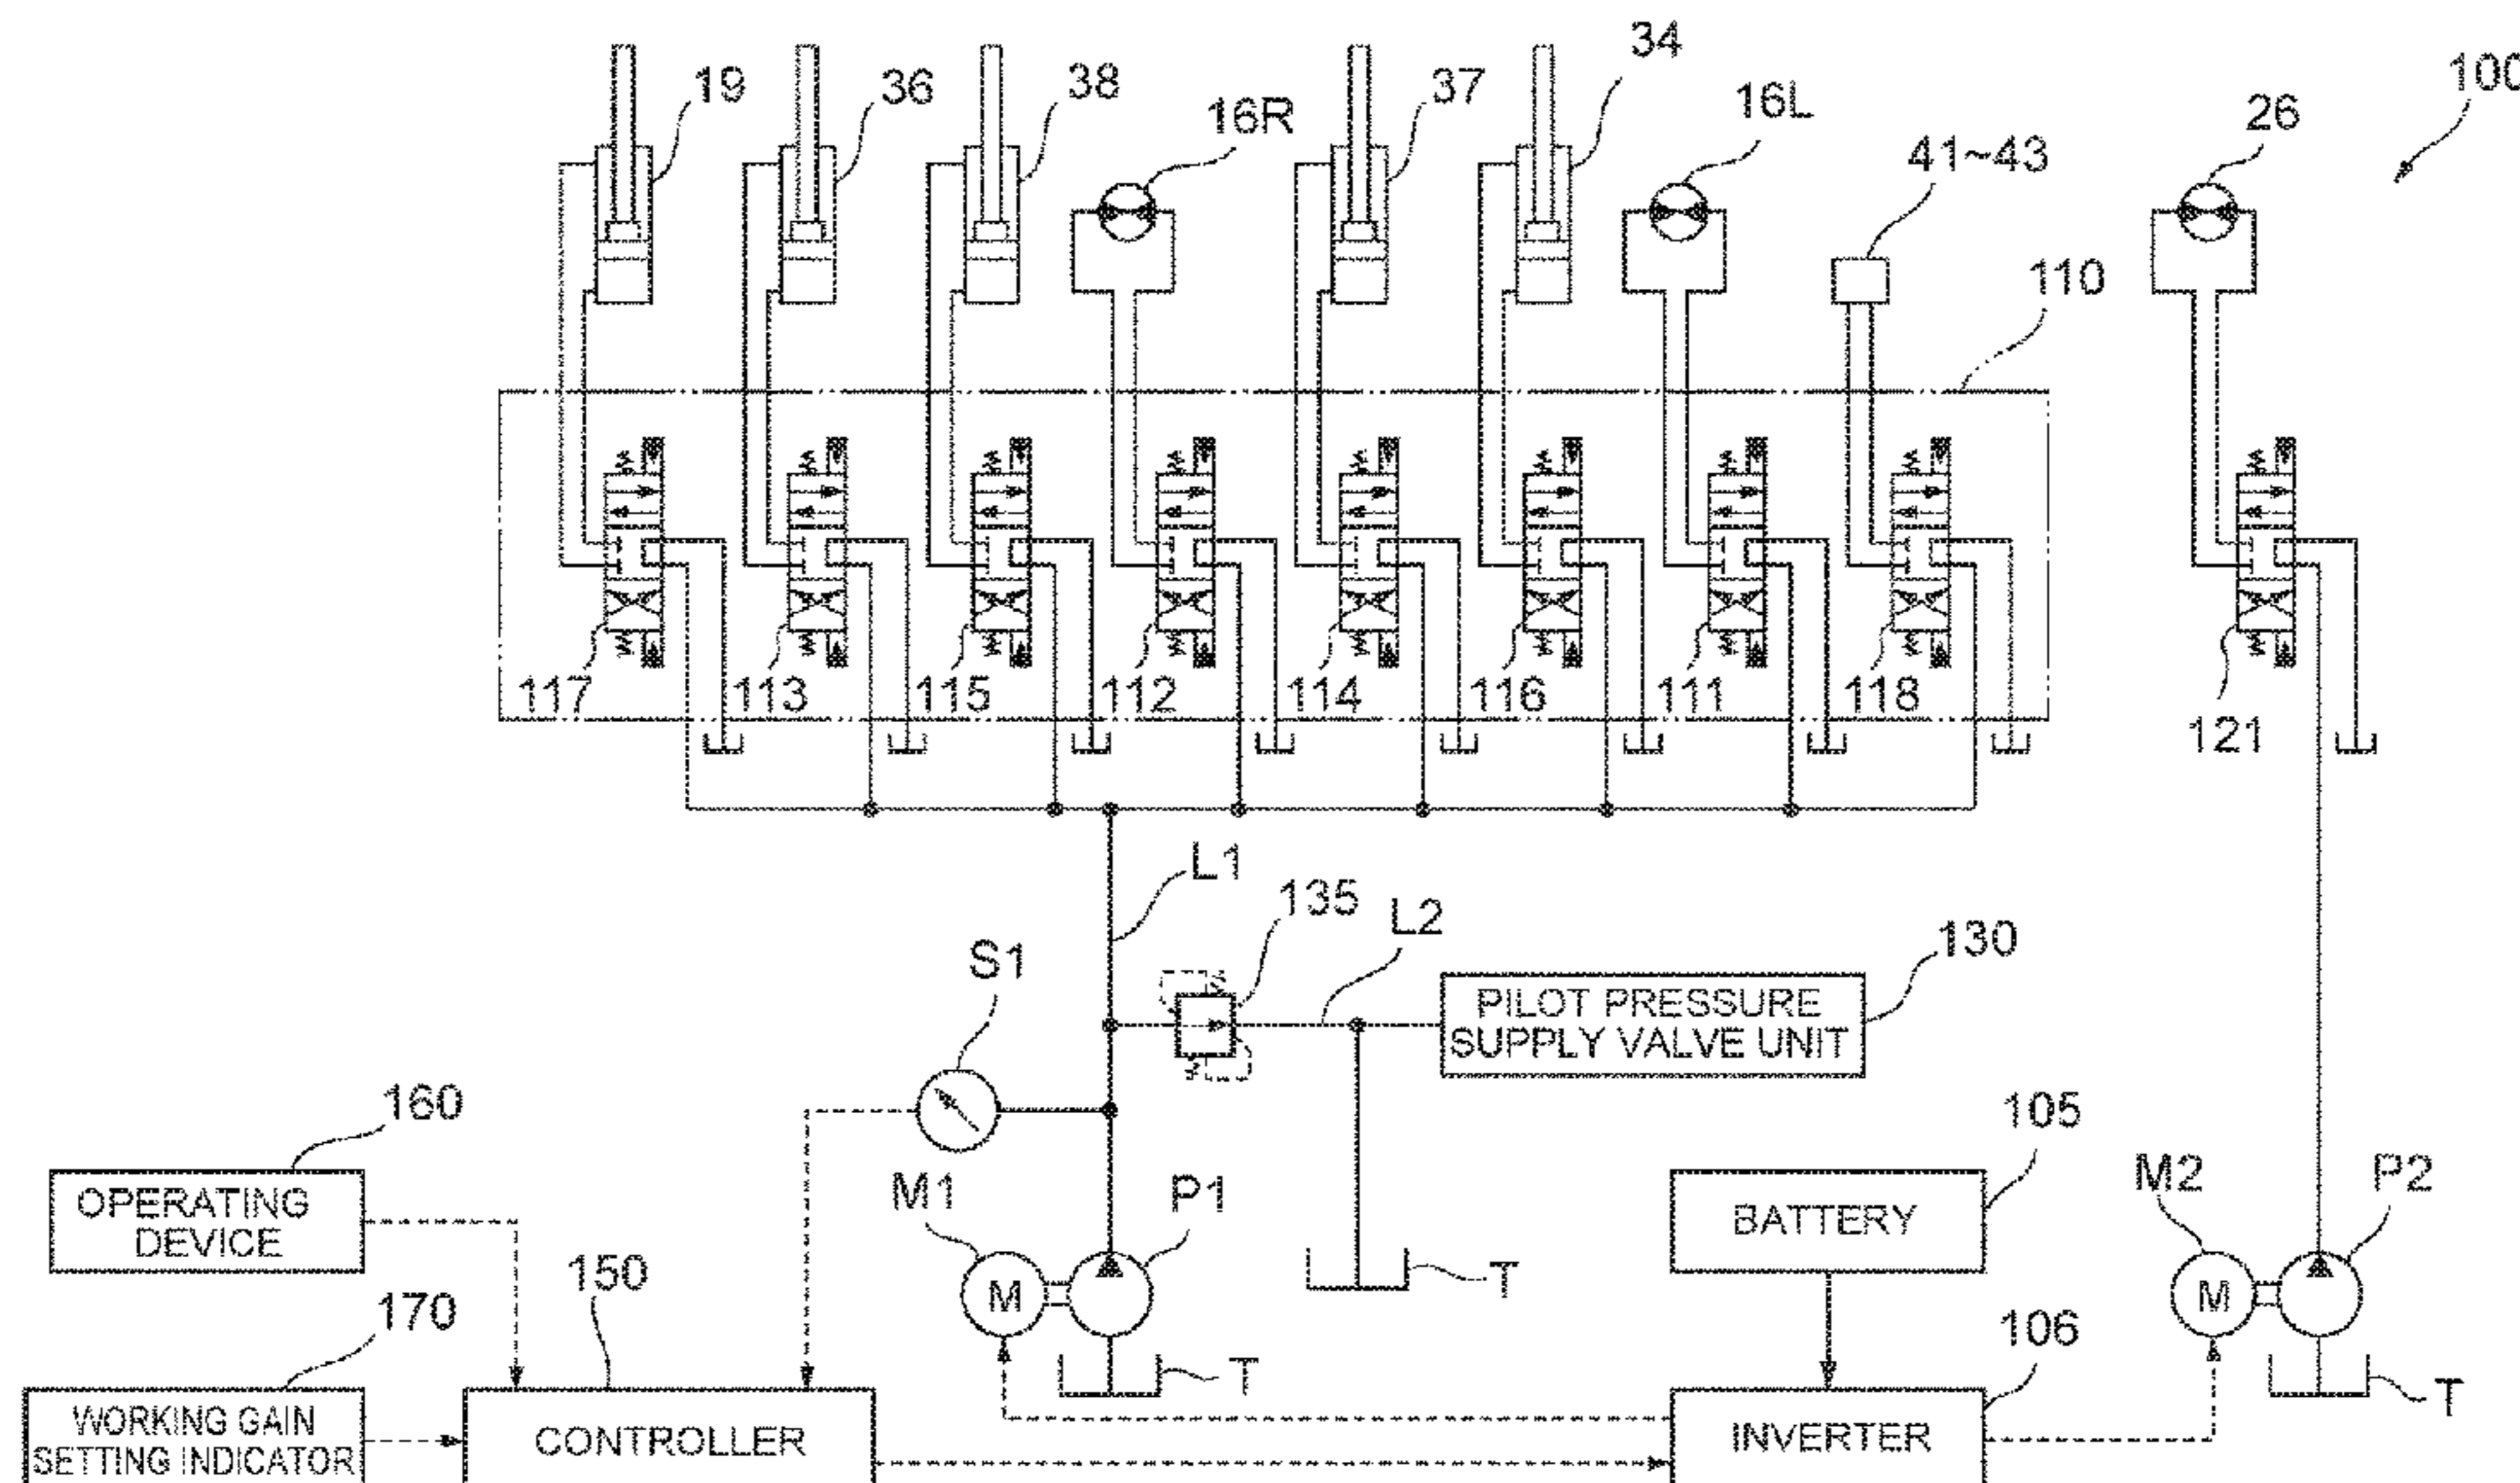 19
36
38
16R
37
34
16L
41~43
26
100
110
117
113
115
112
114
116
111
118
121
L1
135
L2
130
S1
PILOT PRESSURE
SUPPLY VALVE UNIT
160
105
M1
P1
M2
P2
OPERATING
DEVICE
BATTERY
150
T
170
M
M
106
T
T
WORKING GAIN
SETTING INDICATOR
CONTROLLER
INVERTER